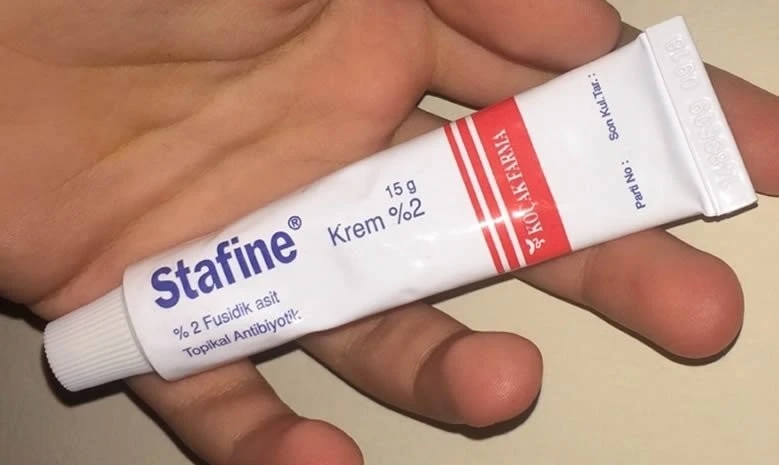 Stafine®
% 2 Fusidik asit
Topikal Antibiyotik
15 g
Krem %2
KOÇAK FARMA
Parti No :
Son Kul.Tar. :